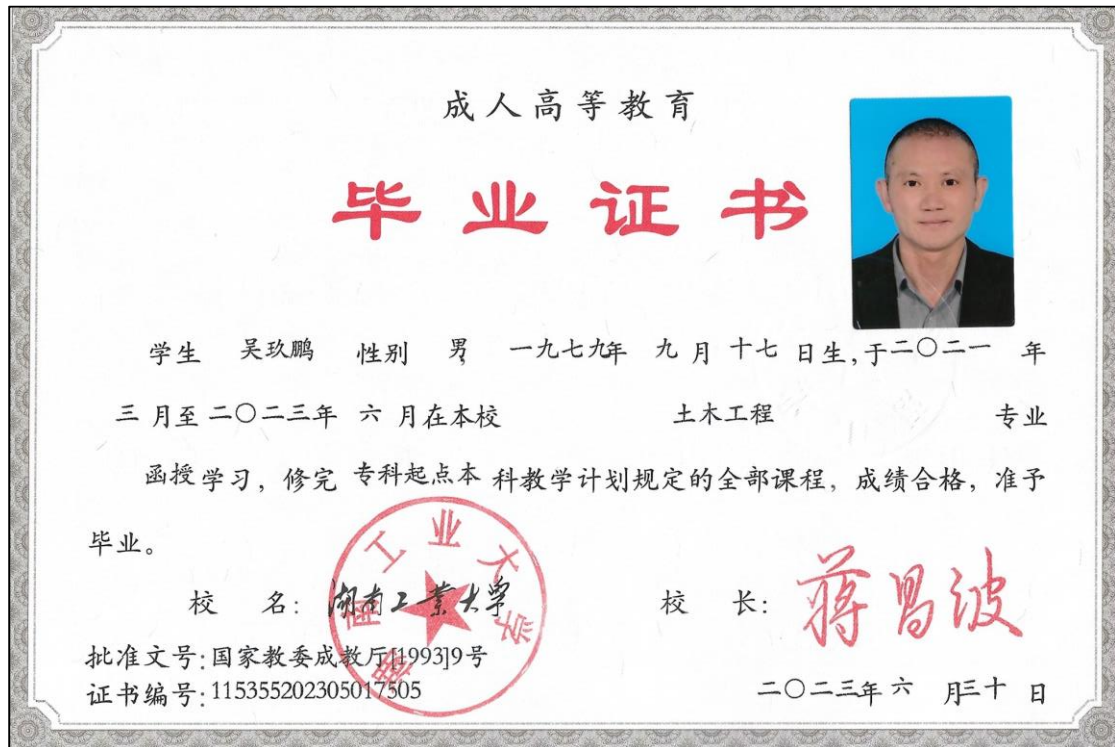 成人高等教育
毕业证书
学生 吴玖鹏 性别 男, 一九七九年 九 月 十七 日生,于二〇二一 年
三 月至 二〇二三年 六 月在本校 土木工程 专业
函授 学习, 修完 专科起点本 科教学计划规定的全部课程, 成绩合格, 准予
毕业。
校 名: 湖南工業大学
湖南工业大学
校 长: 蒋昌波
批准文号:国家教委成教厅[1993]9号
证书编号:115355202305017505
二〇二三年 六 月三十 日